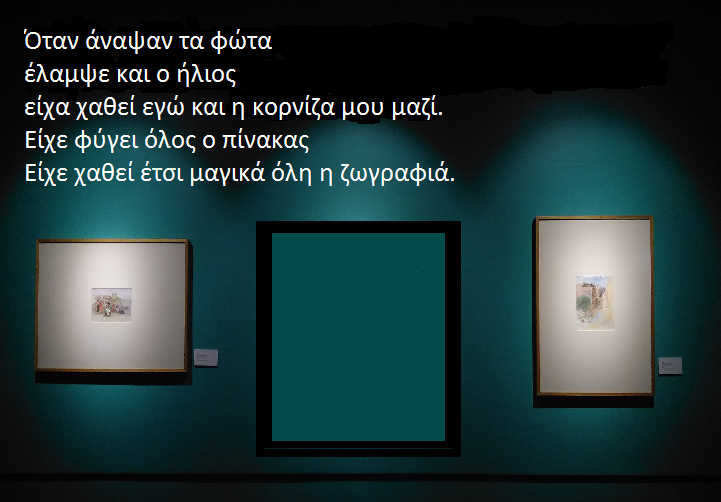 Όταν άναψαν τα φώτα
έλαμψε και ο ήλιος
είχα χαθεί εγώ και η κορνίζα μου μαζί.
Είχε φύγει όλος ο πίνακας
Είχε χαθεί έτσι μαγικά όλη η ζωγραφιά.